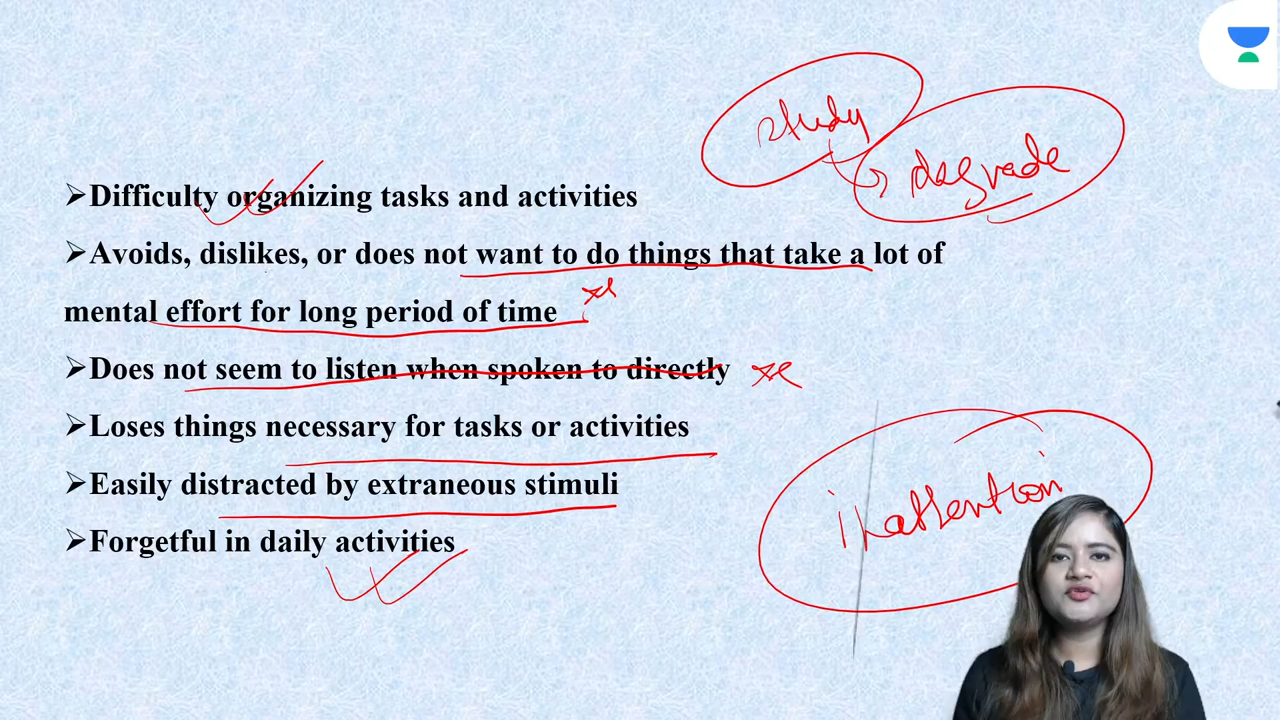 study
degrade
➢Difficulty organizing tasks and activities
➢Avoids, dislikes, or does not want to do things that take a lot of
mental effort for long period of time
➢Does not seem to listen when spoken to directly
➢Loses things necessary for tasks or activities
➢Easily distracted by extraneous stimuli
➢Forgetful in daily activities
inattention